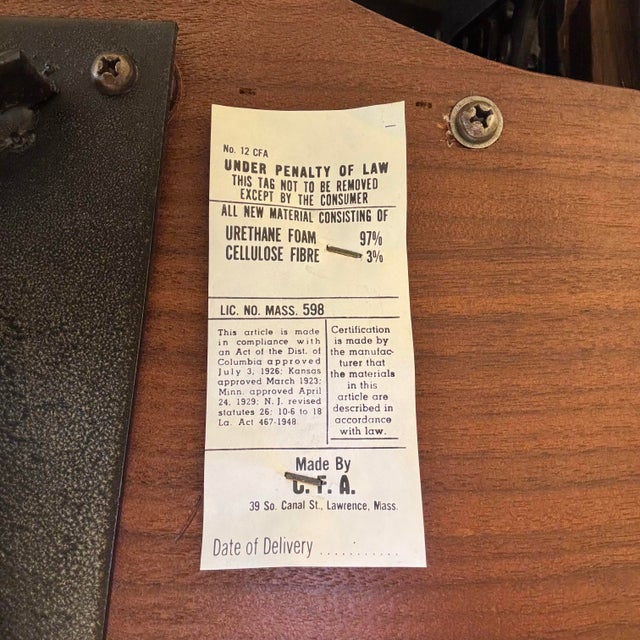 No. 12 CFA
UNDER PENALTY OF LAW
THIS TAG NOT TO BE REMOVED
EXCEPT BY THE CONSUMER
ALL NEW MATERIAL CONSISTING OF
URETHANE FOAM 97%
CELLULOSE FIBRE 3%
LIC. NO. MASS. 598
This article is made
in compliance with
an Act of the Dist. of
Columbia approved
July 3, 1926; Kansas
approved March 1923;
Minn. approved April
24, 1929; N. J. revised
statutes 26: 10-6 to 18
La. Act 467-1948
Certification
is made by
the manufac-
turer that
the materials
in this
article are
described in
accordance
with law.
Made By
C. F. A.
39 So. Canal St., Lawrence, Mass.
Date of Delivery ...........